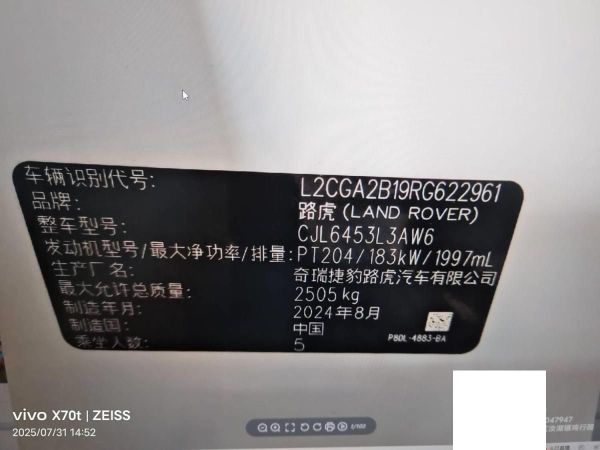 车辆识别代号: L2CGA2B19RG622961
品牌: 路虎(LAND ROVER)
整车型号: CJL6453L3AW6
发动机型号/最大净功率/排量: PT204/183kW/1997mL
生产厂名: 奇瑞捷豹路虎汽车有限公司
最大允许总质量: 2505kg
制造年月: 2024年8月
制造国: 中国
乘坐人数: 5
P8DL-4883-BA
vivo X70t | ZEISS
2025/07/31 14:52
1/102
047947